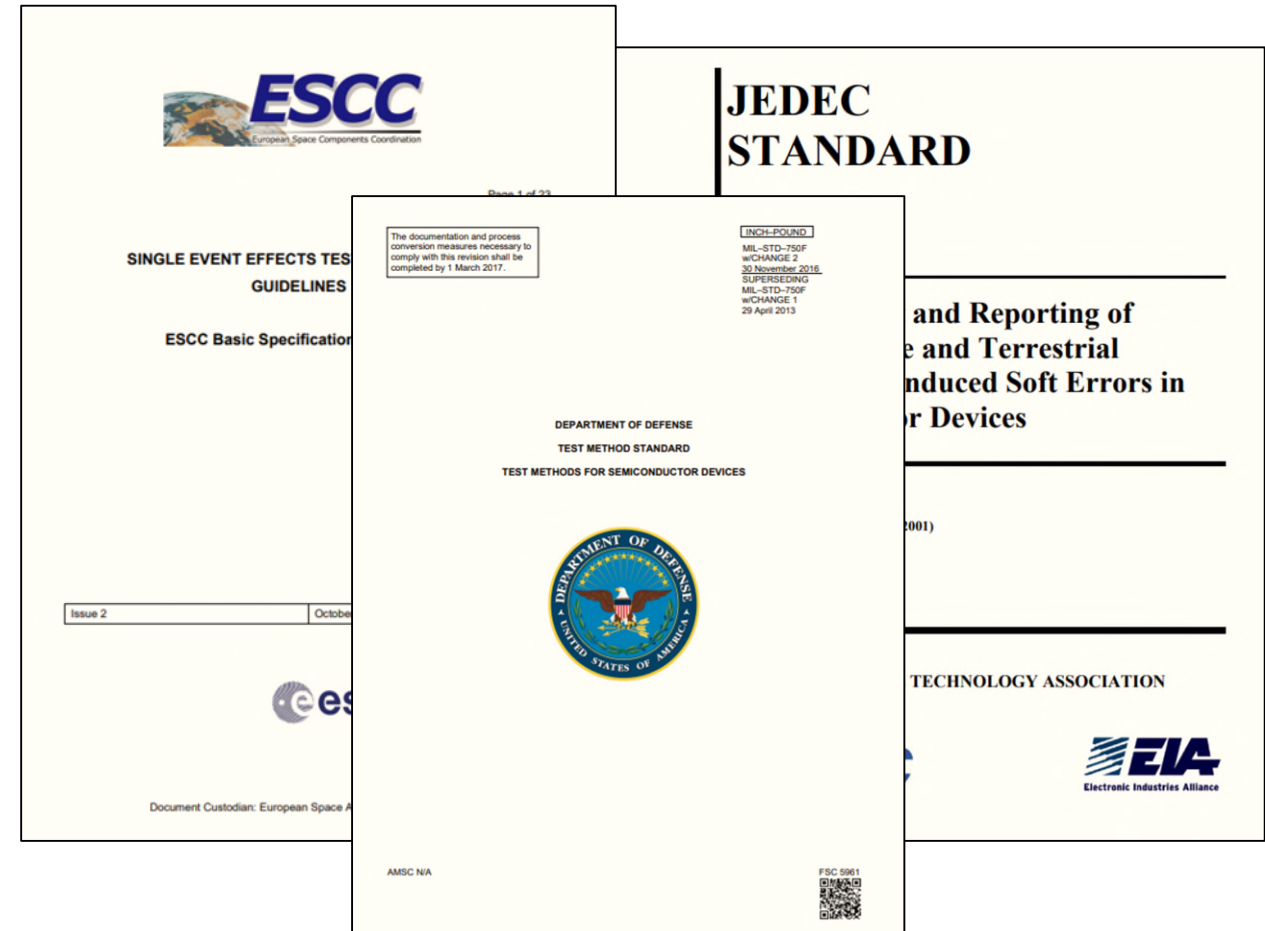 ESCC
European Space Components Coordination
Page 1 of 23
SINGLE EVENT EFFECTS TES
GUIDELINES
ESCC Basic Specification
Issue 2
Octobe
es
Document Custodian: European Space A
JEDEC
STANDARD
and Reporting of
e and Terrestrial
nduced Soft Errors in
r Devices
2001)
TECHNOLOGY ASSOCIATION
EIA
Electronic Industries Alliance
The documentation and process
conversion measures necessary to
comply with this revision shall be
completed by 1 March 2017.
INCH–POUND
MIL–STD–750F
w/CHANGE 2
30 November 2016
SUPERSEDING
MIL–STD–750F
w/CHANGE 1
29 April 2013
DEPARTMENT OF DEFENSE
TEST METHOD STANDARD
TEST METHODS FOR SEMICONDUCTOR DEVICES
DEPARTMENT OF DEFENSE
UNITED STATES OF AMERICA
AMSC N/A
FSC 5961